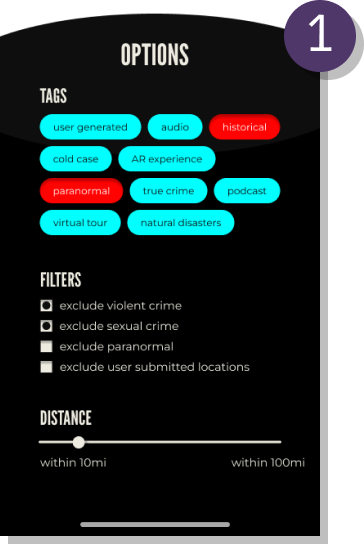 1
OPTIONS
TAGS
user generated audio historical
cold case AR experience
paranormal true crime podcast
virtual tour natural disasters
FILTERS
exclude violent crime
exclude sexual crime
exclude paranormal
exclude user submitted locations
DISTANCE
within 10mi within 100mi